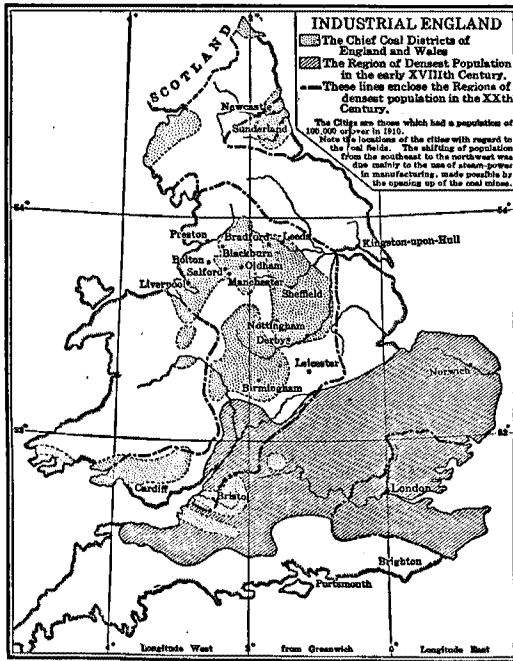 INDUSTRIAL ENGLAND
The Chief Coal Districts of
England and Wales
The Region of Densest Population
in the early XVIIIth Century.
These lines enclose the Regions of
densest population in the XXth
Century.
The Cities are those which had a population of
100,000 or over in 1910.
Note the locations of the cities with regard to
the coal fields. The shifting of population
from the southeast to the northwest was
due mainly to the use of steam-power
in manufacturing, made possible by
the opening up of the coal mines.
SCOTLAND
Newcastle
Sunderland
54
54
Preston
Bradford
Leeds
Kingston-upon-Hull
Blackburn
Bolton
Oldham
Salford
Liverpool
Manchester
Sheffield
Nottingham
Derby
Leicester
Norwich
Birmingham
52
52
Cardiff
Bristol
London
Brighton
Portsmouth
4
Longitude West
2
from Greenwich
0
Longitude East